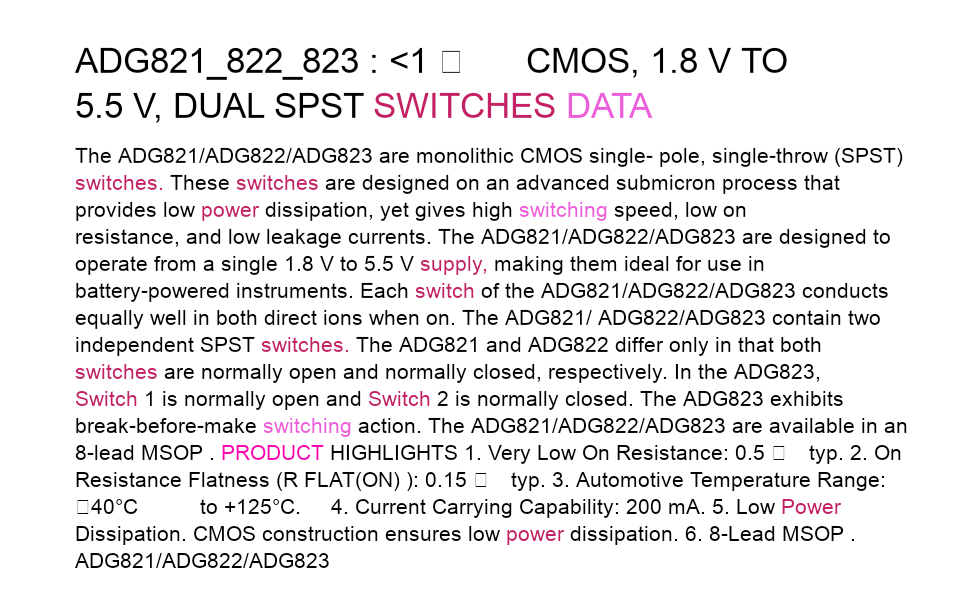 ADG821_822_823 : <1 □ CMOS, 1.8 V TO
5.5 V, DUAL SPST SWITCHES DATA
The ADG821/ADG822/ADG823 are monolithic CMOS single- pole, single-throw (SPST)
switches. These switches are designed on an advanced submicron process that
provides low power dissipation, yet gives high switching speed, low on
resistance, and low leakage currents. The ADG821/ADG822/ADG823 are designed to
operate from a single 1.8 V to 5.5 V supply, making them ideal for use in
battery-powered instruments. Each switch of the ADG821/ADG822/ADG823 conducts
equally well in both direct ions when on. The ADG821/ ADG822/ADG823 contain two
independent SPST switches. The ADG821 and ADG822 differ only in that both
switches are normally open and normally closed, respectively. In the ADG823,
Switch 1 is normally open and Switch 2 is normally closed. The ADG823 exhibits
break-before-make switching action. The ADG821/ADG822/ADG823 are available in an
8-lead MSOP . PRODUCT HIGHLIGHTS 1. Very Low On Resistance: 0.5 □ typ. 2. On
Resistance Flatness (R FLAT(ON) ): 0.15 □ typ. 3. Automotive Temperature Range:
□40°C to +125°C. 4. Current Carrying Capability: 200 mA. 5. Low Power
Dissipation. CMOS construction ensures low power dissipation. 6. 8-Lead MSOP .
ADG821/ADG822/ADG823